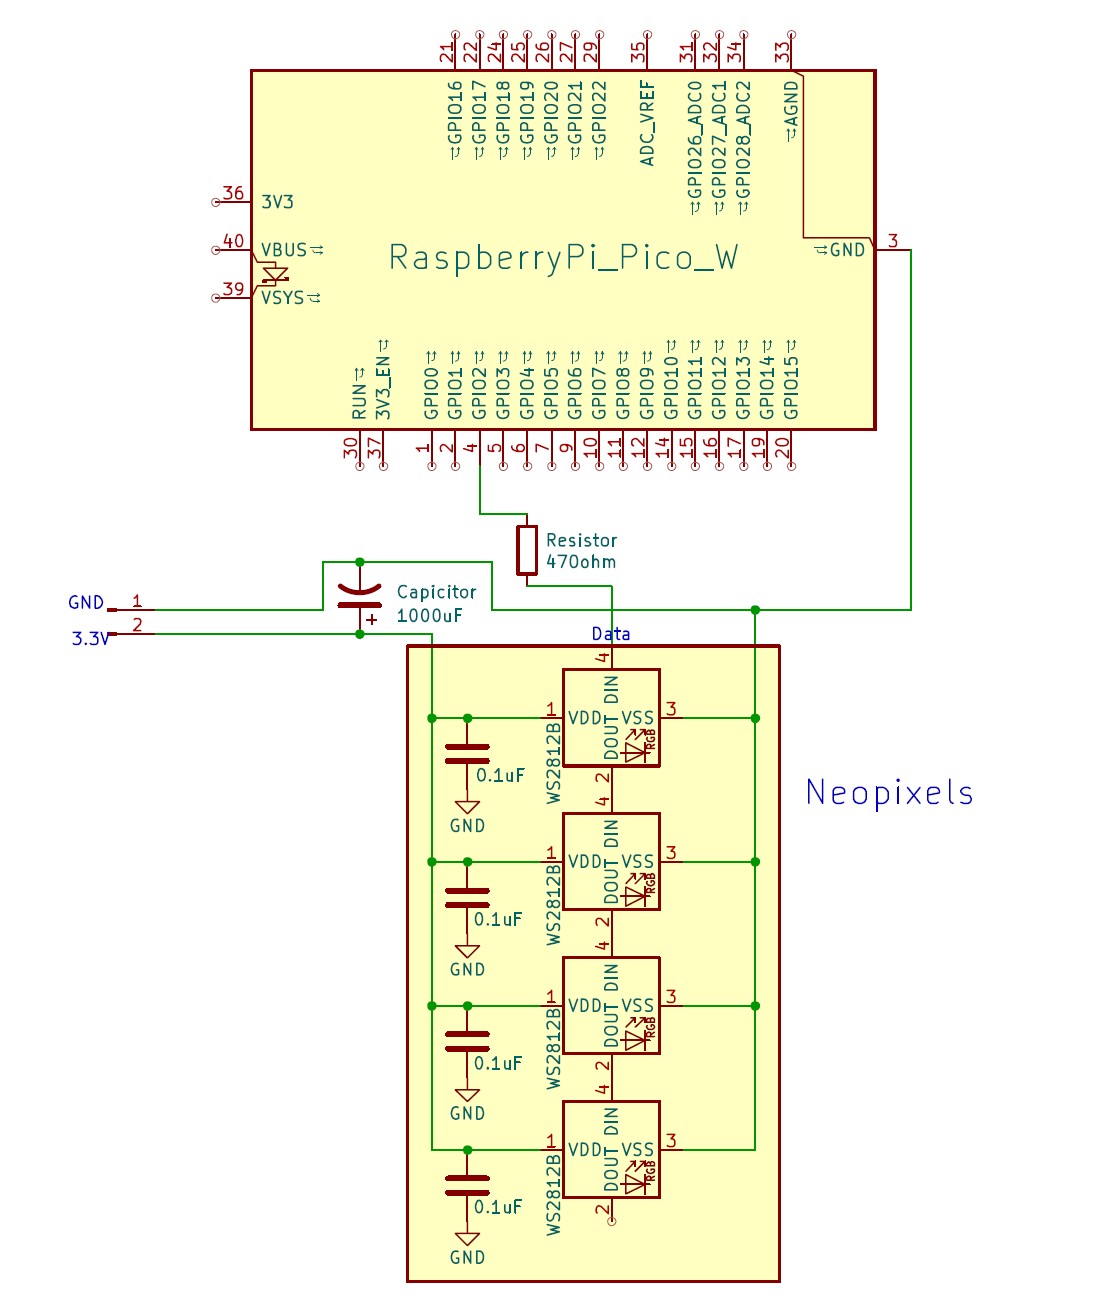 21 22 24 25 26 27 29 35 31 32 34 33
⇄GPIO16 ⇄GPIO17 ⇄GPIO18 ⇄GPIO19 ⇄GPIO20 ⇄GPIO21 ⇄GPIO22 ADC_VREF ⇄GPIO26_ADC0 ⇄GPIO27_ADC1 ⇄GPIO28_ADC2 ⇄AGND
36 3V3
40 VBUS⇄
RaspberryPi_Pico_W
⇄GND 3
39 VSYS⇄
RUN⇄ 3V3_EN⇄ GPIO0⇄ GPIO1⇄ GPIO2⇄ GPIO3⇄ GPIO4⇄ GPIO5⇄ GPIO6⇄ GPIO7⇄ GPIO8⇄ GPIO9⇄ GPIO10⇄ GPIO11⇄ GPIO12⇄ GPIO13⇄ GPIO14⇄ GPIO15⇄
30 37 1 2 4 5 6 7 9 10 11 12 14 15 16 17 19 20
Resistor
470ohm
Capicitor
1000uF
+
GND 1
3.3V 2
Data
4
DIN
1 VDD VSS 3
DOUT
RGB
WS2812B
0.1uF
GND
2
Neopixels
4
DIN
1 VDD VSS 3
DOUT
RGB
WS2812B
0.1uF
GND
2
4
DIN
1 VDD VSS 3
DOUT
RGB
WS2812B
0.1uF
GND
2
4
DIN
1 VDD VSS 3
DOUT
RGB
WS2812B
0.1uF
GND
2